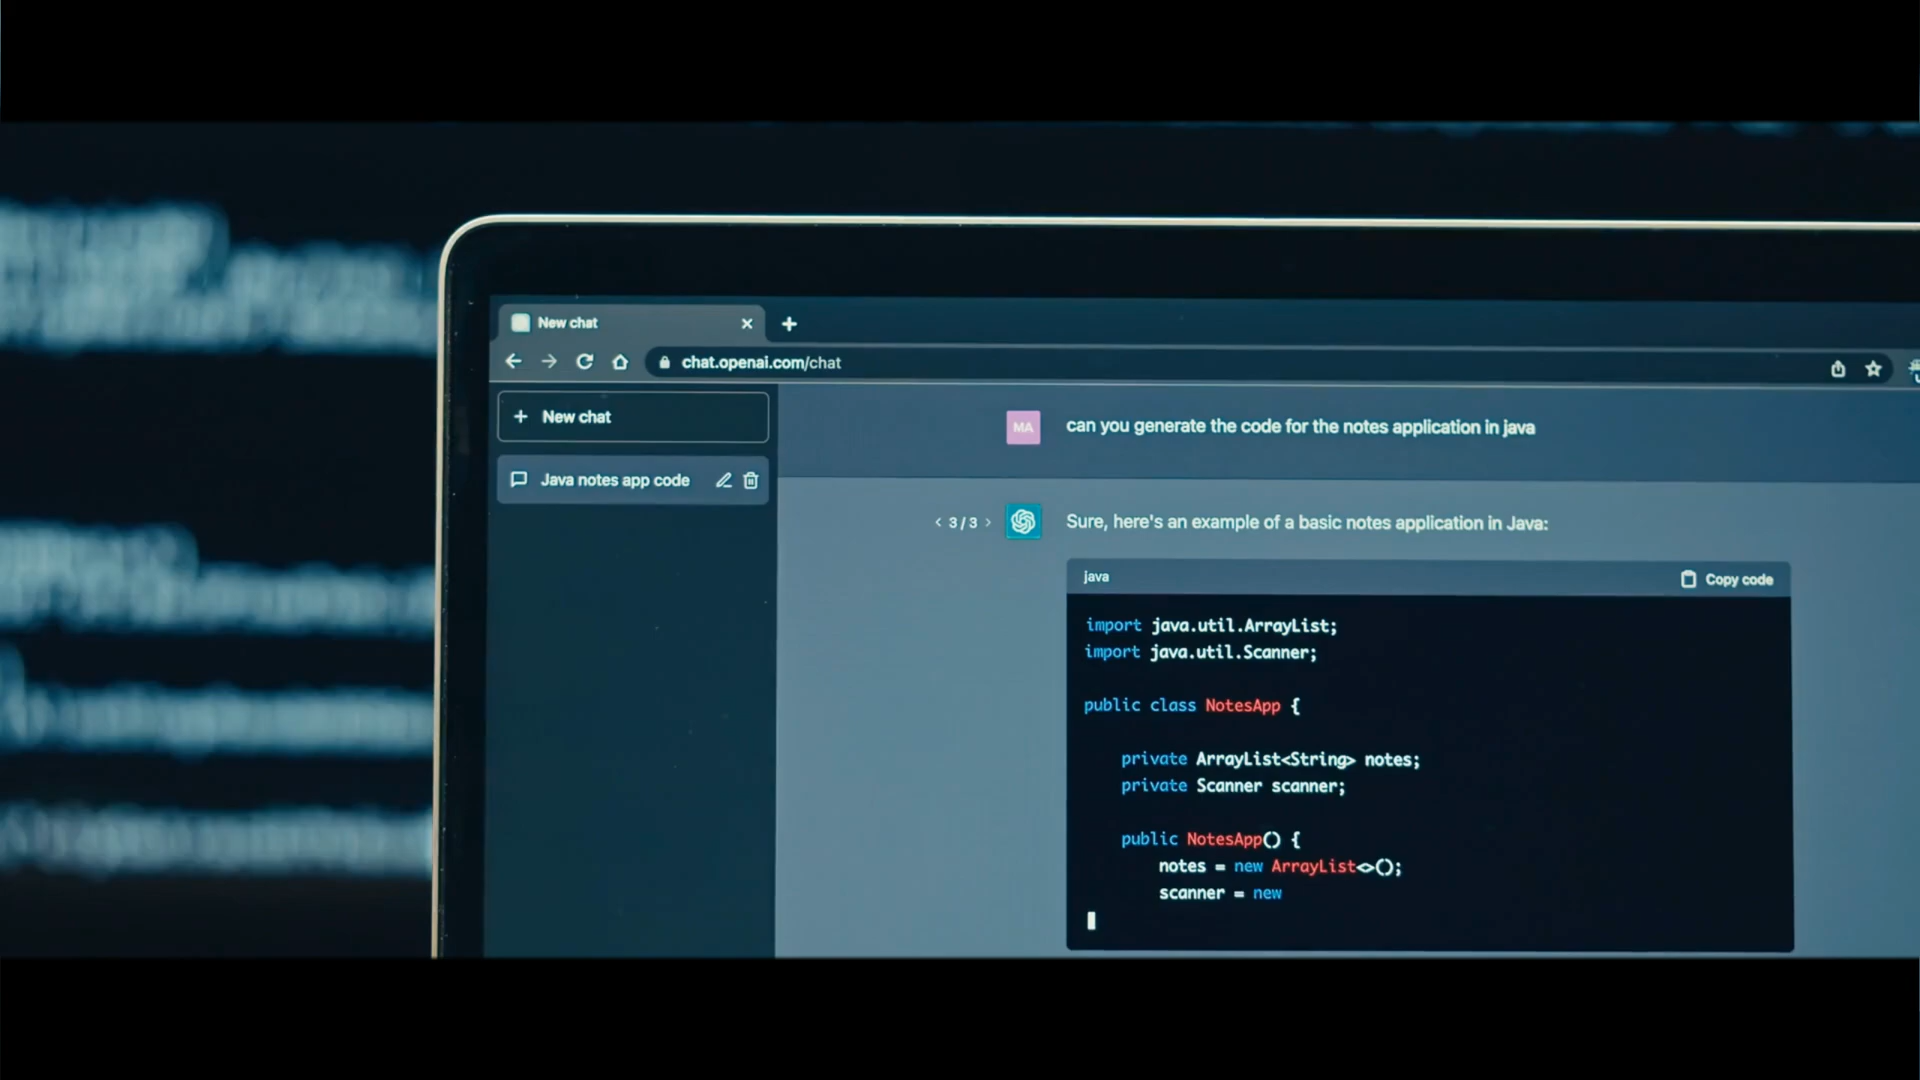 New chat
chat.openai.com/chat
New chat
Java notes app code
MA
can you generate the code for the notes application in java
< 3 / 3 >
Sure, here's an example of a basic notes application in Java:
java
Copy code
import java.util.ArrayList;
import java.util.Scanner;
public class NotesApp {
private ArrayList<String> notes;
private Scanner scanner;
public NotesApp() {
notes = new ArrayList<>();
scanner = new